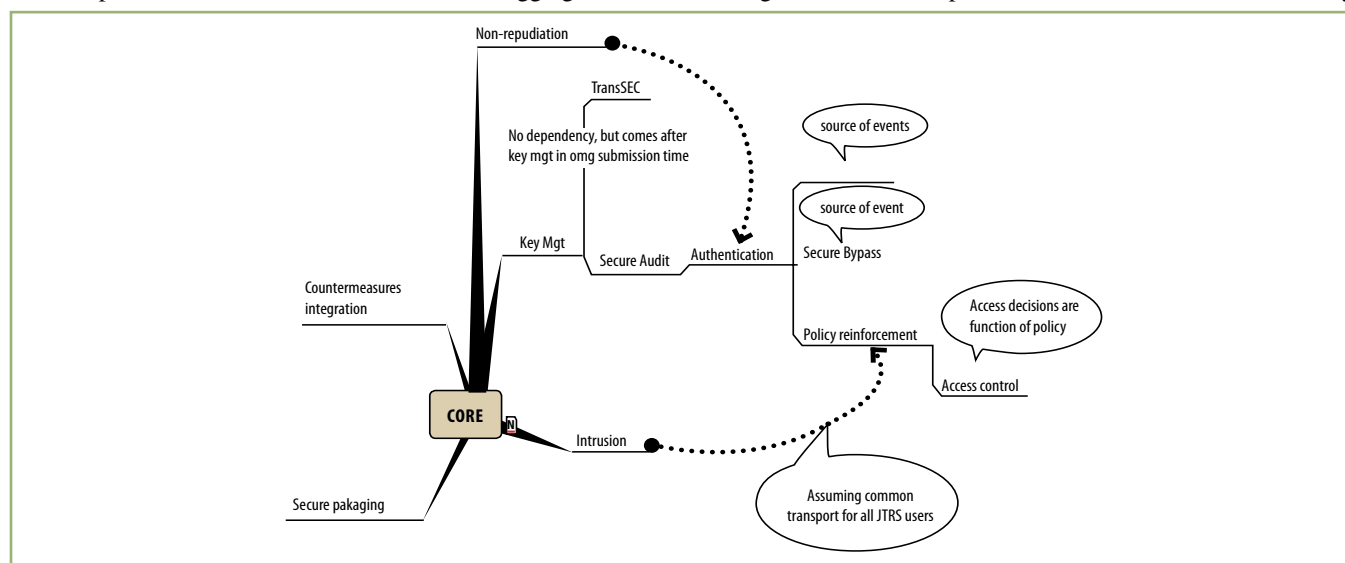 Non-repudiation
TransSEC
No dependency, but comes after
key mgt in omg submission time
source of events
source of event
Key Mgt
Secure Audit
Authentication
Secure Bypass
Countermeasures
integration
Access decisions are
function of policy
Policy reinforcement
Access control
CORE
N
Intrusion
Secure pakaging
Assuming common
transport for all JTRS users